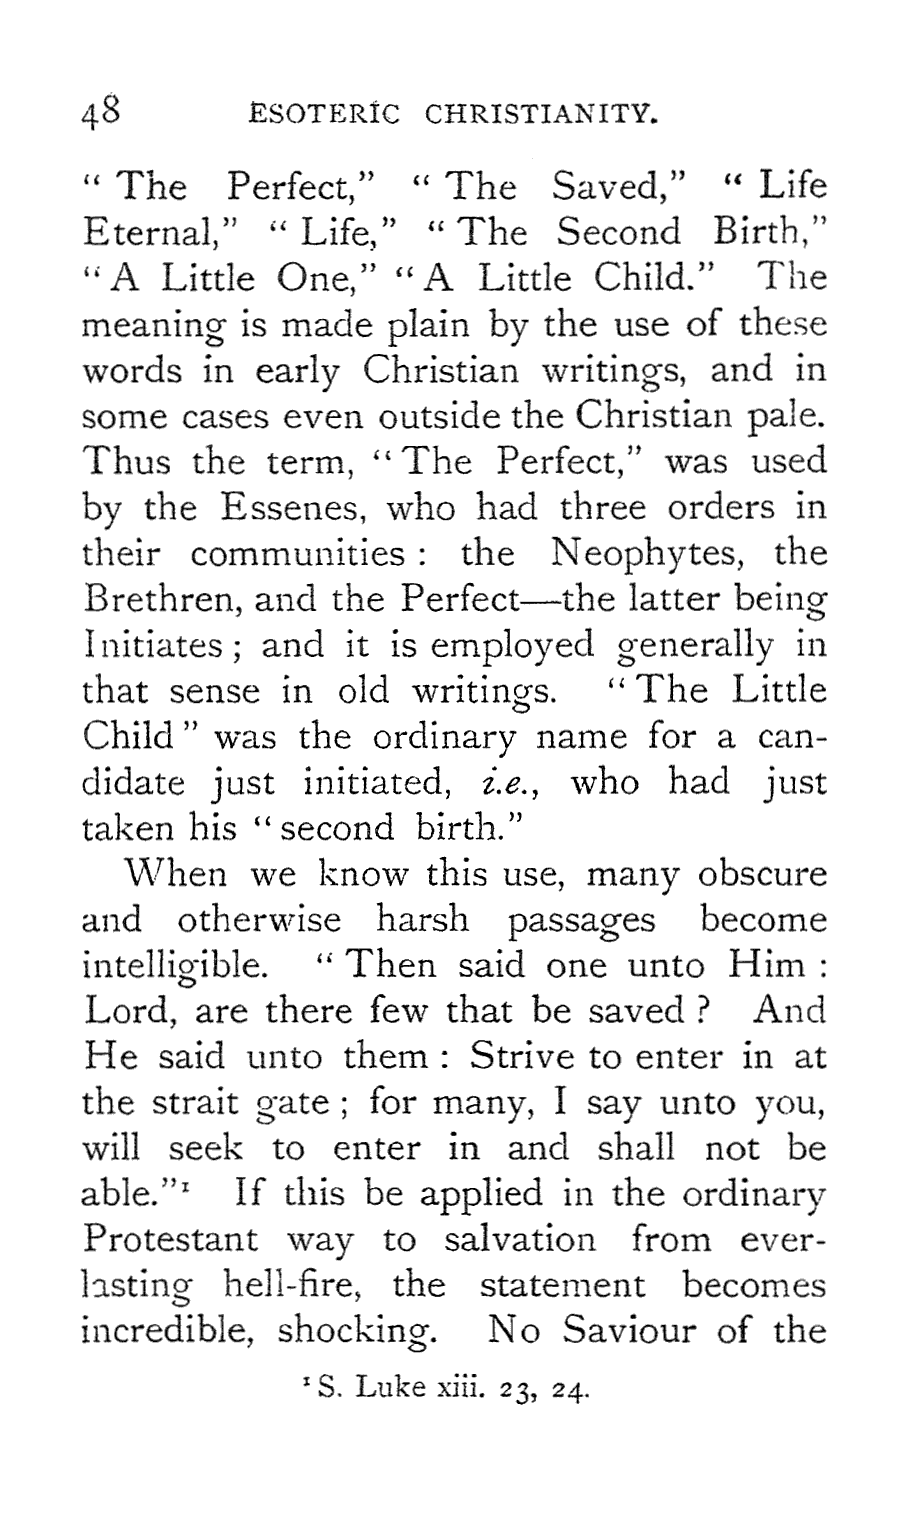 48 ESOTERIC CHRISTIANITY.
“ The Perfect,” “ The Saved,” “ Life
Eternal,” “ Life,” “ The Second Birth,”
“ A Little One,” “ A Little Child.” The
meaning is made plain by the use of these
words in early Christian writings, and in
some cases even outside the Christian pale.
Thus the term, “ The Perfect,” was used
by the Essenes, who had three orders in
their communities : the Neophytes, the
Brethren, and the Perfect—the latter being
Initiates ; and it is employed generally in
that sense in old writings. “ The Little
Child ” was the ordinary name for a can-
didate just initiated, i.e., who had just
taken his “ second birth.”
When we know this use, many obscure
and otherwise harsh passages become
intelligible. “ Then said one unto Him :
Lord, are there few that be saved ? And
He said unto them : Strive to enter in at
the strait gate ; for many, I say unto you,
will seek to enter in and shall not be
able.”¹ If this be applied in the ordinary
Protestant way to salvation from ever-
lasting hell-fire, the statement becomes
incredible, shocking. No Saviour of the
¹ S. Luke xiii. 23, 24.